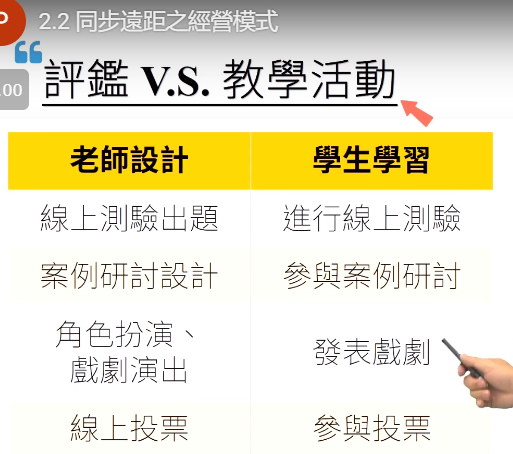 P
2.2 同步遠距之經營模式
.00
評鑑 V.S. 教學活動
老師設計
學生學習
線上測驗出題
進行線上測驗
案例研討設計
參與案例研討
角色扮演、
戲劇演出
發表戲劇
線上投票
參與投票